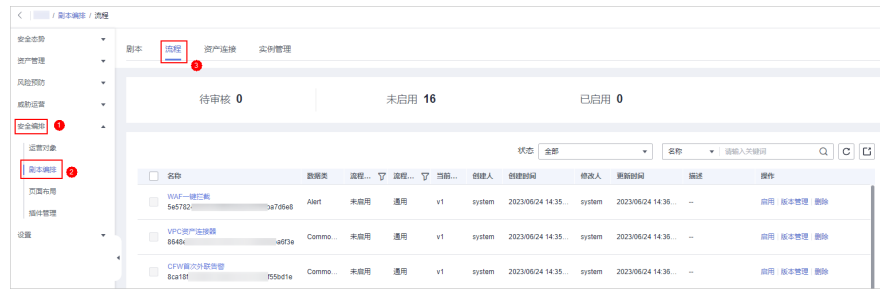 / 剧本编排 / 流程
安全态势
资产管理
风险预防
威胁运营
安全编排 1
运营对象
剧本编排 2
页面布局
插件管理
设置
剧本 流程 资产连接 实例管理
3
待审核 0 未启用 16 已启用 0
状态 全部 名称 请输入关键词
名称 数据类 流程... 流程... 当前... 创建人 创建时间 修改人 更新时间 描述 操作
WAF一键拦截
5e5782 ba7d6e8 Alert 未启用 通用 v1 system 2023/06/24 14:35... system 2023/06/24 14:36... -- 启用 版本管理 删除
VPC资产连接器
8648 a6f3e Commo... 未启用 通用 v1 system 2023/06/24 14:35... system 2023/06/24 14:36... -- 启用 版本管理 删除
CFW首次外联告警
8ca18f f55bd1e Commo... 未启用 通用 v1 system 2023/06/24 14:35... system 2023/06/24 14:36... -- 启用 版本管理 删除